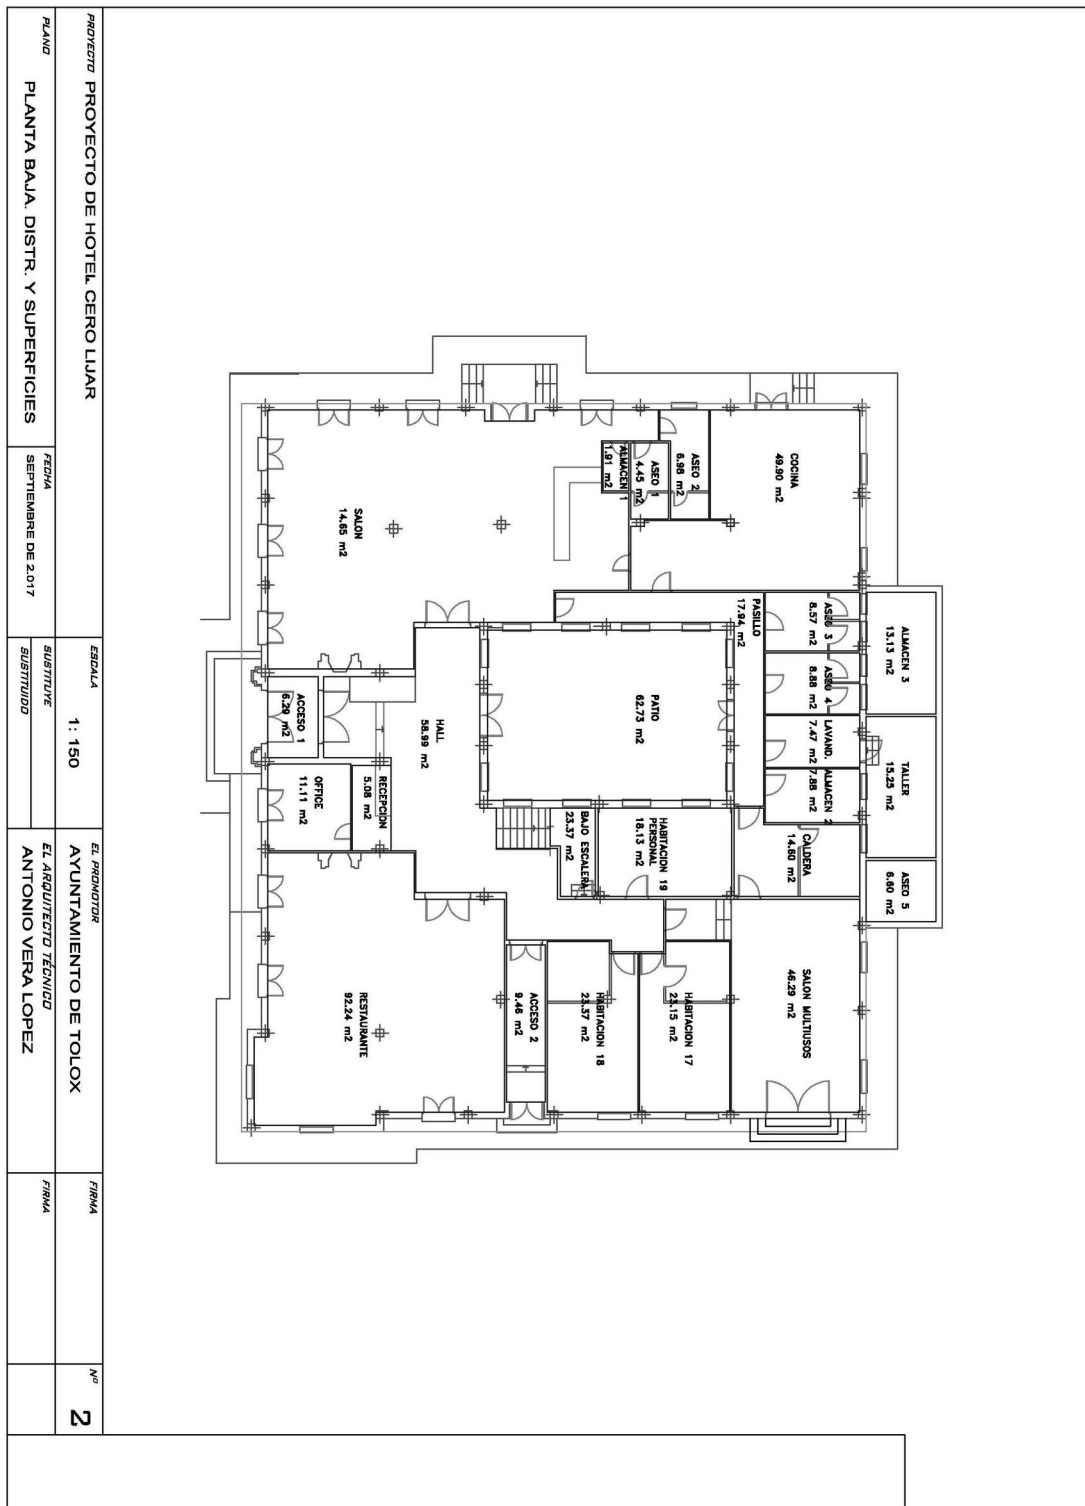 COCINA
49.90 m2
ASEO 2
6.98 m2
ASEO 1
4.45 m2
ALMACEN 1
1.91 m2
SALON
14.65 m2
ALMACEN 3
13.13 m2
ASEO 3
8.57 m2
PASILLO
17.94 m2
ASEO 4
8.88 m2
PATIO
62.73 m2
LAVAND.
7.47 m2
TALLER
15.25 m2
ALMACEN 2
7.88 m2
HALL
58.99 m2
ACCESO 1
6.29 m2
RECEPCION
5.08 m2
OFFICE
11.11 m2
BAJO ESCALERA
23.37 m2
HABITACION 19
PERSONAL
18.13 m2
CALDERA
14.60 m2
ASEO 5
6.60 m2
SALON MULTIUSOS
46.29 m2
HABITACION 17
23.15 m2
HABITACION 18
23.37 m2
ACCESO 2
9.46 m2
RESTAURANTE
92.24 m2
PROYECTO PROYECTO DE HOTEL CERO LIJAR
PLANO PLANTA BAJA. DISTR. Y SUPERFICIES
FECHA
SEPTIEMBRE DE 2.017
ESCALA
1: 150
SUSTITUYE
SUSTITUIDO
EL PROMOTOR
AYUNTAMIENTO DE TOLOX
EL ARQUITECTO TÉCNICO
ANTONIO VERA LOPEZ
FIRMA
FIRMA
Nº 2